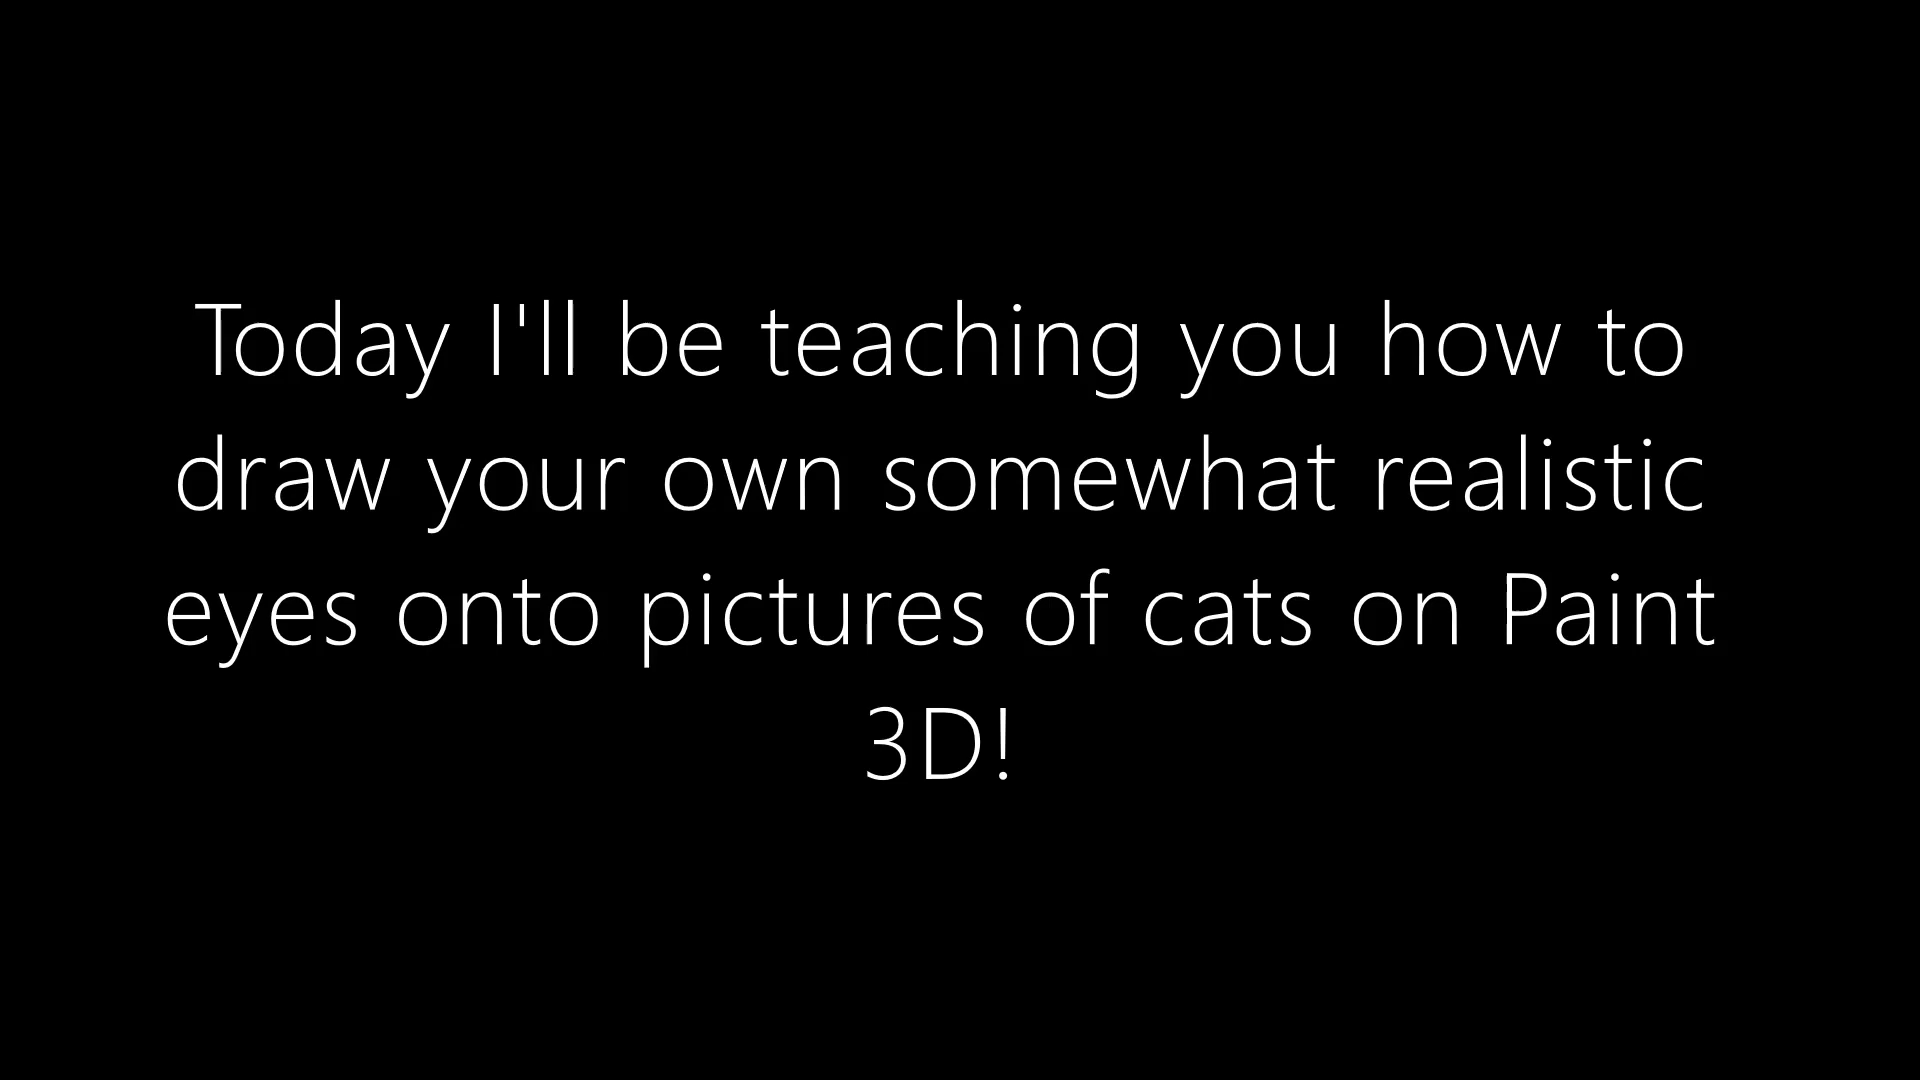 Today I'll be teaching you how to
draw your own somewhat realistic
eyes onto pictures of cats on Paint
3D!